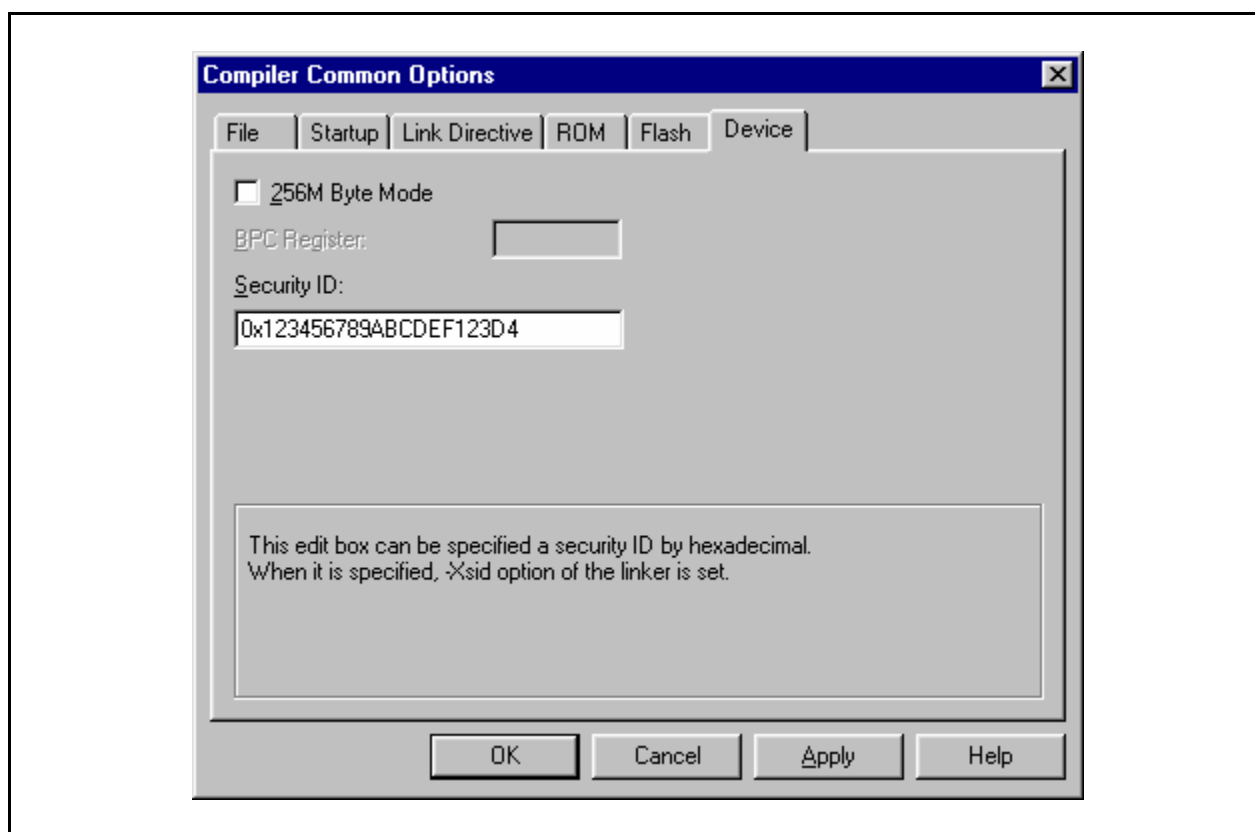 Compiler Common Options
File Startup Link Directive ROM Flash Device
256M Byte Mode
BPC Register:
Security ID:
0x123456789ABCDEF123D4
This edit box can be specified a security ID by hexadecimal.
When it is specified, -Xsid option of the linker is set.
OK Cancel Apply Help